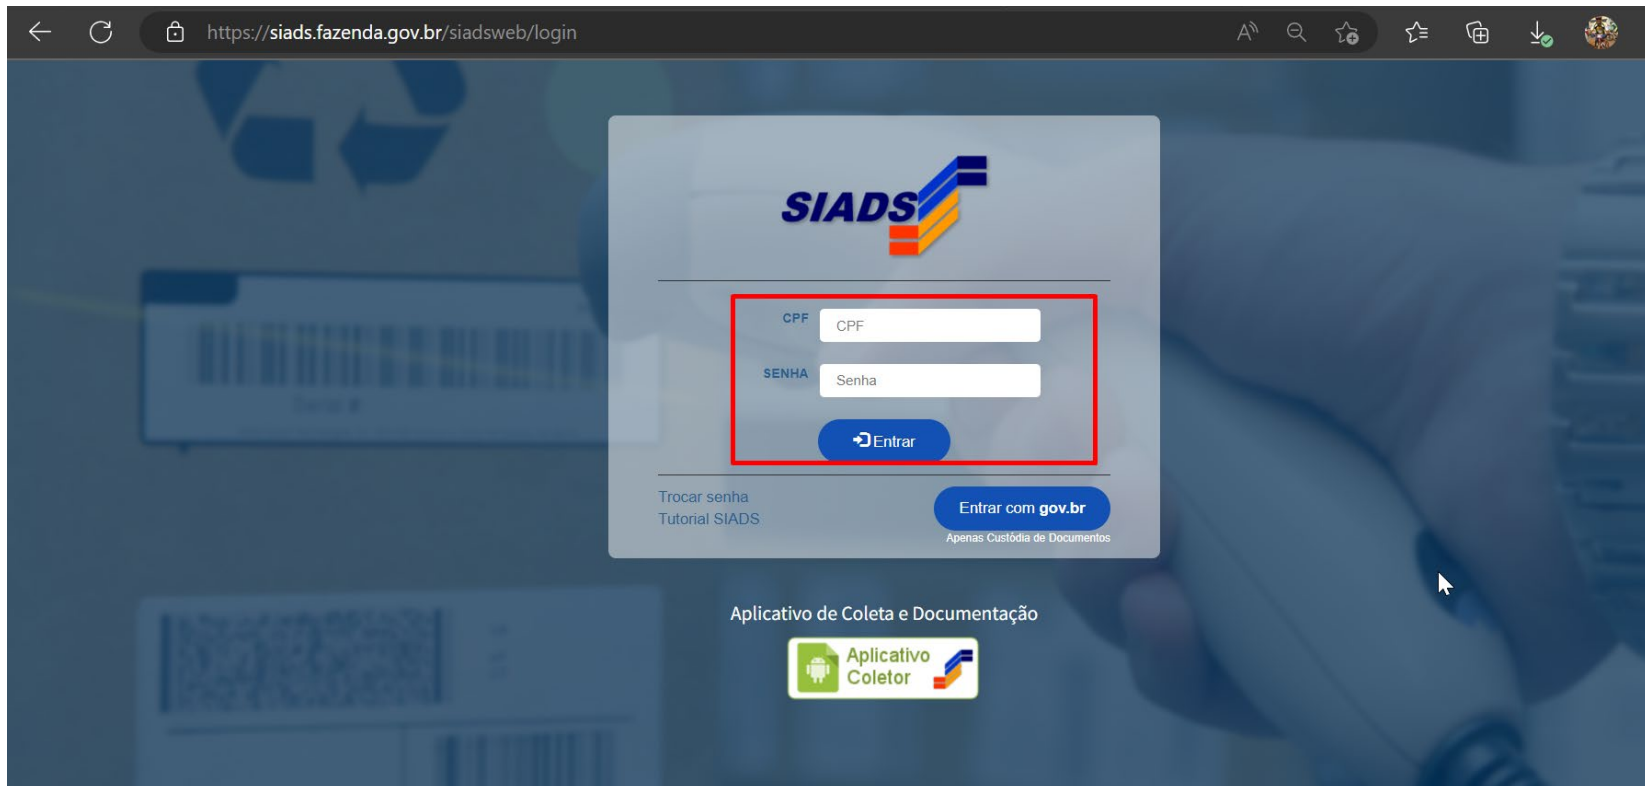 https://siads.fazenda.gov.br/siadsweb/login
SIADS
CPF
CPF
SENHA
Senha
Entrar
Trocar senha
Tutorial SIADS
Entrar com gov.br
Apenas Custódia de Documentos
Aplicativo de Coleta e Documentação
Aplicativo
Coletor